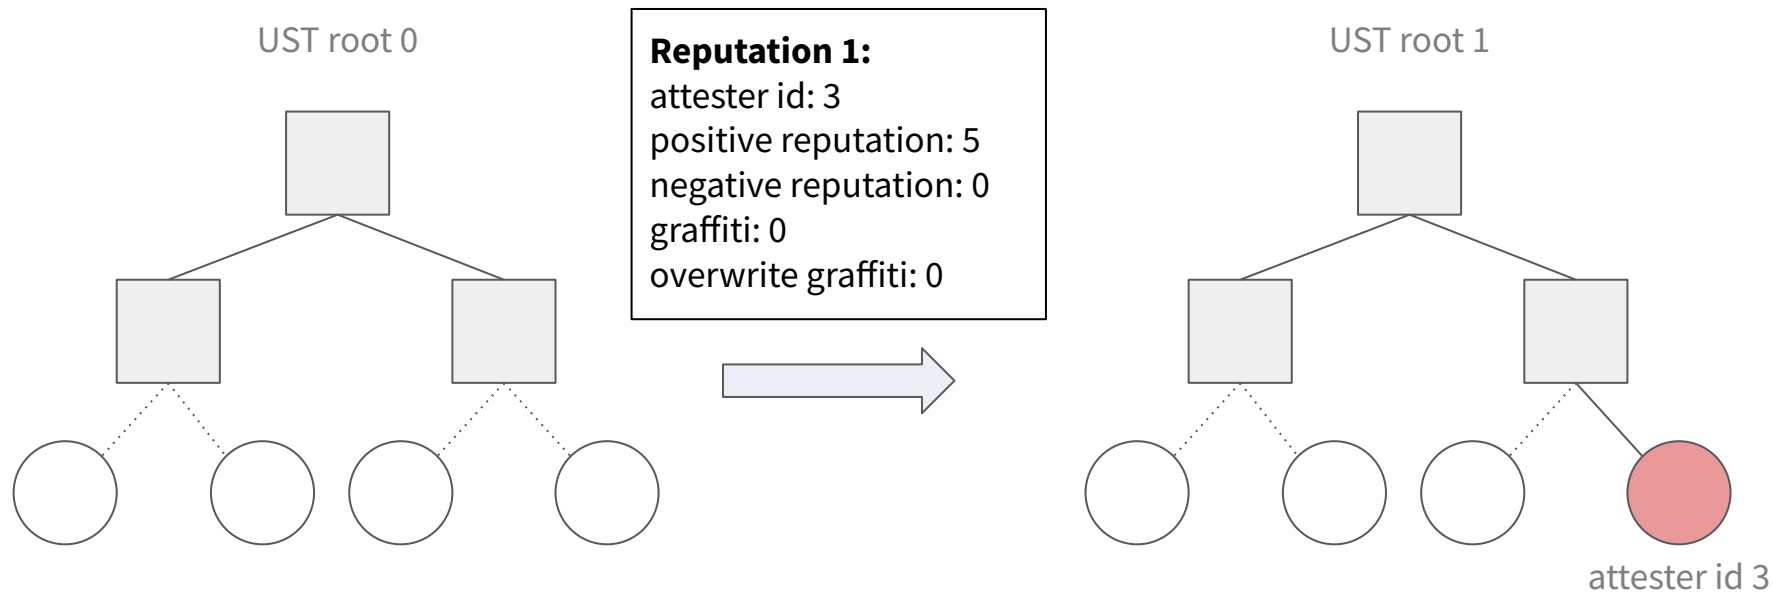 UST root 0
Reputation 1:
attester id: 3
positive reputation: 5
negative reputation: 0
graffiti: 0
overwrite graffiti: 0
UST root 1
attester id 3